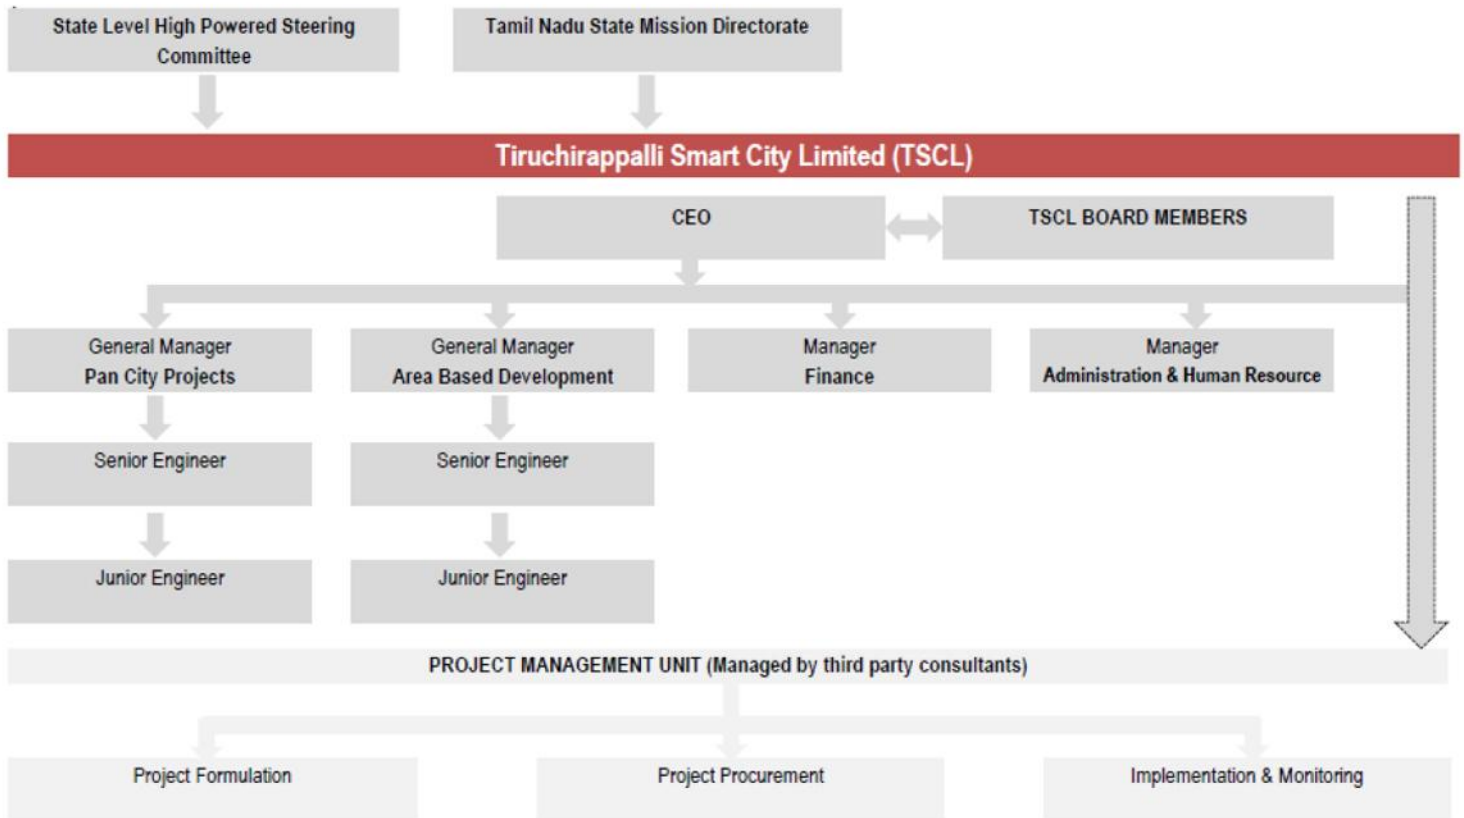 State Level High Powered Steering
Committee
Tamil Nadu State Mission Directorate
Tiruchirappalli Smart City Limited (TSCL)
CEO
TSCL BOARD MEMBERS
General Manager
Pan City Projects
General Manager
Area Based Development
Manager
Finance
Manager
Administration & Human Resource
Senior Engineer
Senior Engineer
Junior Engineer
Junior Engineer
PROJECT MANAGEMENT UNIT (Managed by third party consultants)
Project Formulation
Project Procurement
Implementation & Monitoring